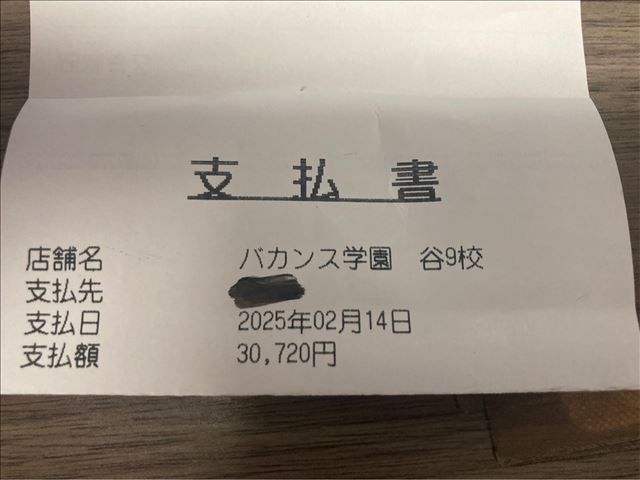 支払書
店舗名 バカンス学園 谷9校
支払先
支払日 2025年02月14日
支払額 30,720円